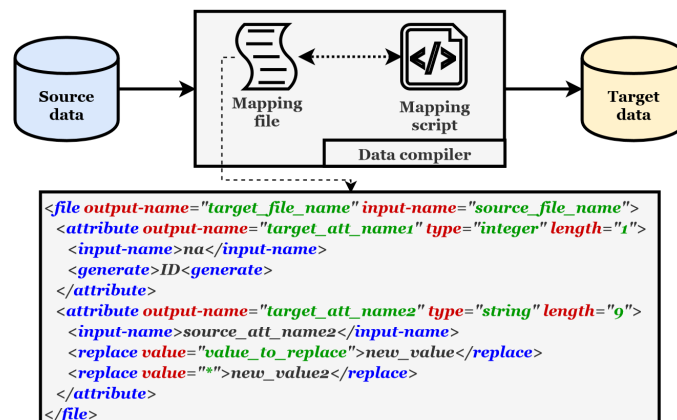 Source
data
Mapping
file
</>
Mapping
script
Data compiler
Target
data
<file output-name="target_file_name" input-name="source_file_name">
<attribute output-name="target_att_name1" type="integer" length="1">
<input-name>na</input-name>
<generate>ID<generate>
</attribute>
<attribute output-name="target_att_name2" type="string" length="9">
<input-name>source_att_name2</input-name>
<replace value="value_to_replace">new_value</replace>
<replace value="*">new_value2</replace>
</attribute>
</file>